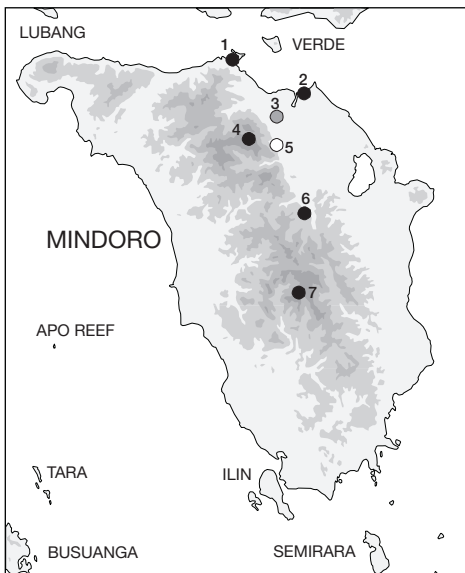 LUBANG
1
VERDE
2
3
4
5
6
MINDORO
7
APO REEF
TARA
ILIN
BUSUANGA
SEMIRARA